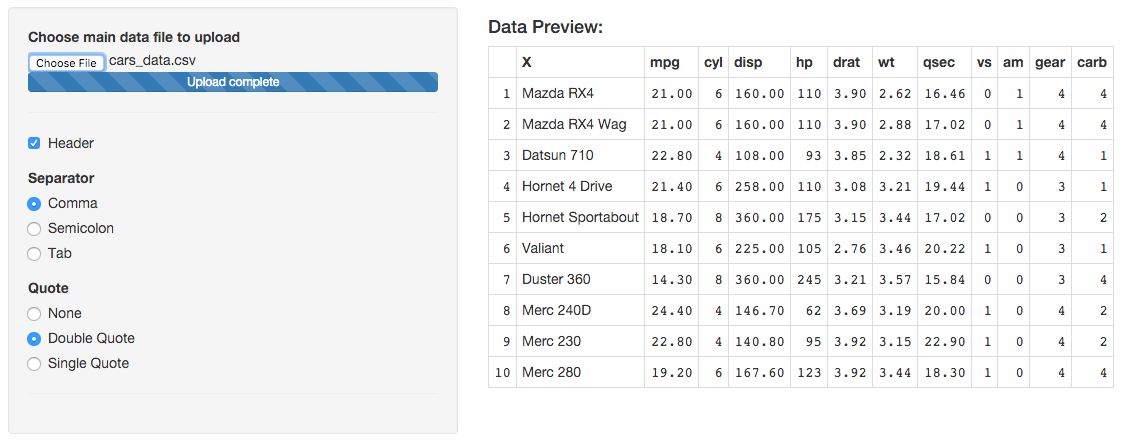 Choose main data file to upload
Choose File cars_data.csv
Upload complete
Header
Separator
Comma
Semicolon
Tab
Quote
None
Double Quote
Single Quote
Data Preview:
X mpg cyl disp hp drat wt qsec vs am gear carb
1 Mazda RX4 21.00 6 160.00 110 3.90 2.62 16.46 0 1 4 4
2 Mazda RX4 Wag 21.00 6 160.00 110 3.90 2.88 17.02 0 1 4 4
3 Datsun 710 22.80 4 108.00 93 3.85 2.32 18.61 1 1 4 1
4 Hornet 4 Drive 21.40 6 258.00 110 3.08 3.21 19.44 1 0 3 1
5 Hornet Sportabout 18.70 8 360.00 175 3.15 3.44 17.02 0 0 3 2
6 Valiant 18.10 6 225.00 105 2.76 3.46 20.22 1 0 3 1
7 Duster 360 14.30 8 360.00 245 3.21 3.57 15.84 0 0 3 4
8 Merc 240D 24.40 4 146.70 62 3.69 3.19 20.00 1 0 4 2
9 Merc 230 22.80 4 140.80 95 3.92 3.15 22.90 1 0 4 2
10 Merc 280 19.20 6 167.60 123 3.92 3.44 18.30 1 0 4 4